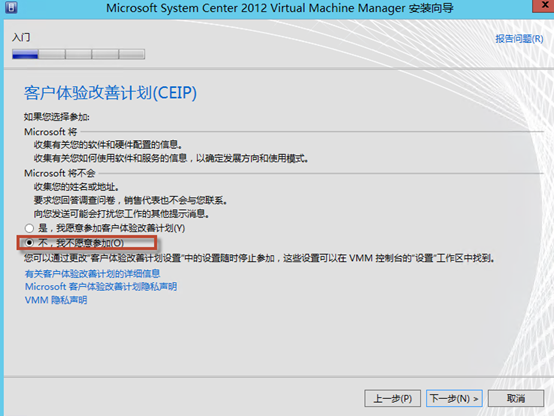 Microsoft System Center 2012 Virtual Machine Manager 安装向导
x
入门
报告问题(R)
客户体验改善计划(CEIP)
如果您选择参加:
Microsoft 将
收集有关您的软件和硬件配置的信息。
收集有关您如何使用软件和服务的信息，以确定发展方向和使用模式。
Microsoft 将不会
收集您的姓名或地址。
要求您回答调查问卷，销售代表也不会与您联系。
向您发送可能会打扰您工作的其他提示消息。
是，我愿意参加客户体验改善计划(Y)
不，我不愿意参加(O)
您可以通过更改"客户体验改善计划设置"中的设置随时停止参加，这些设置可以在 VMM 控制台的"设置"工作区中找到。
有关客户体验改善计划的详细信息
Microsoft 客户体验改善计划隐私声明
VMM 隐私声明
上一步(P)
下一步(N) >
取消